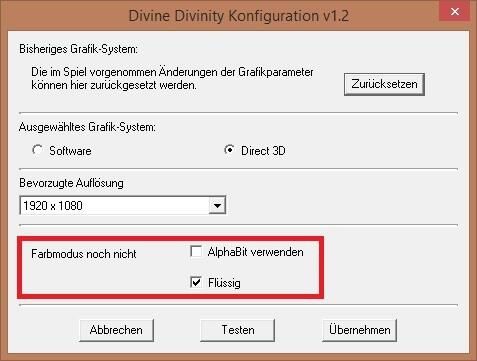 Divine Divinity Konfiguration v1.2
Bisheriges Grafik-System:
Die im Spiel vorgenommen Änderungen der Grafikparameter
können hier zurückgesetzt werden.
Zurücksetzen
Ausgewähltes Grafik-System:
Software
Direct 3D
Bevorzugte Auflösung
1920 x 1080
Farbmodus noch nicht
AlphaBit verwenden
Flüssig
Abbrechen
Testen
Übernehmen